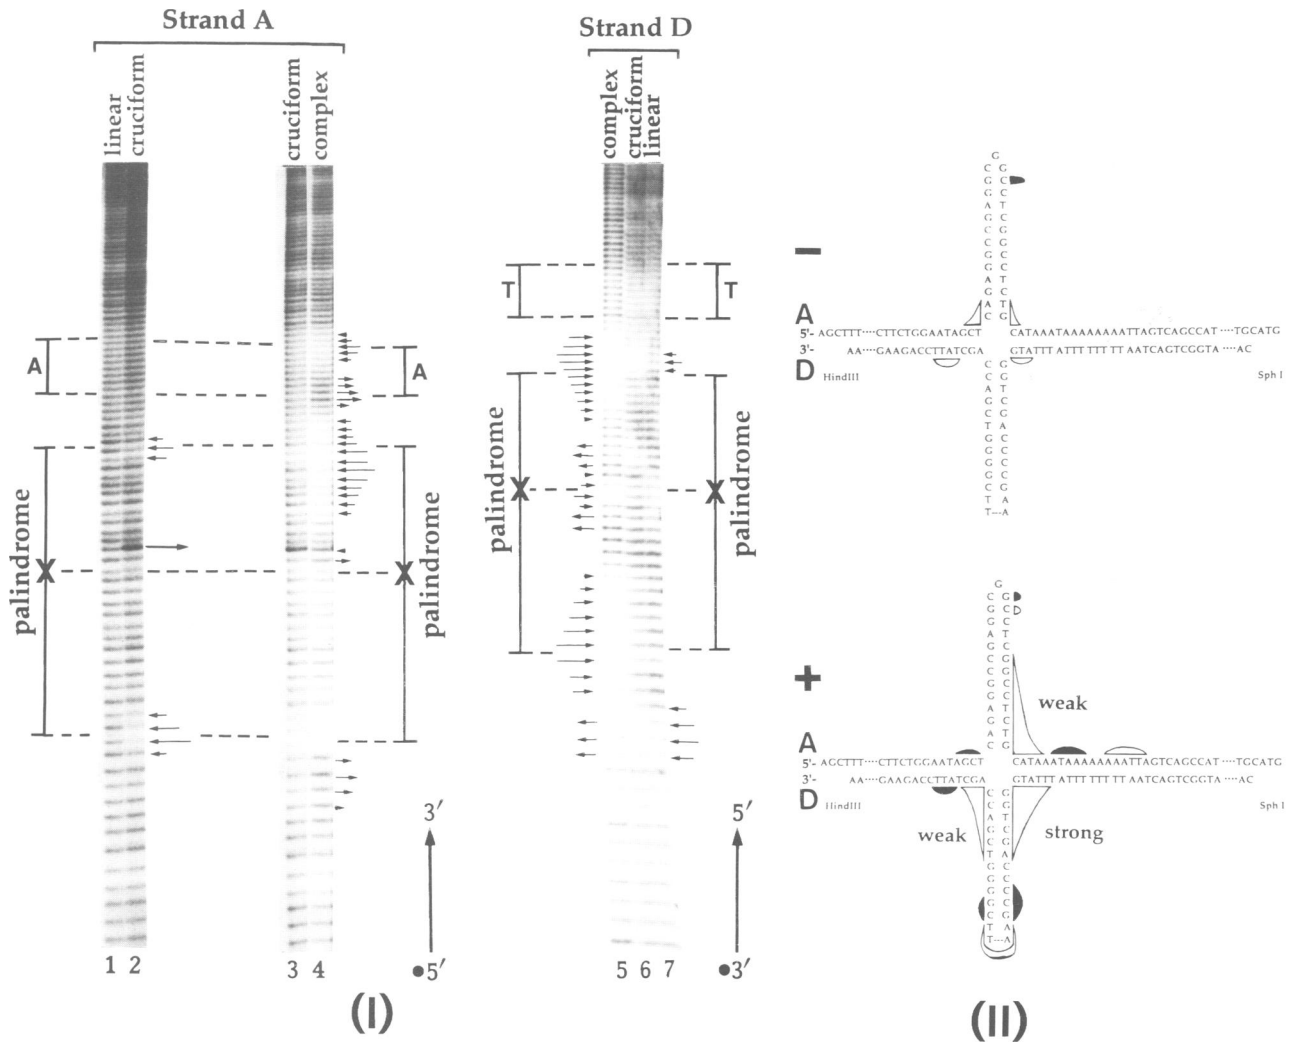 Strand A
Strand D
linear
cruciform
cruciform
complex
complex
cruciform
linear
A
A
palindrome
X
X
palindrome
T
T
palindrome
X
X
palindrome
3′
•5′
5′
•3′
1 2
3 4
5 6 7
(I)
−
G
C G
G C
G C
A T
G C
C G
C G
G C
G C
A T
G C
A T
C G
A
5'- AGCTTT ···· CTTCTGGAATAGCT CATAAATAAAAAAAATTAGTCAGCCAT ···· TGCATG
3'- AA ···· GAAGACCTTATCGA GTATTT ATTT TT TTT AATCAGTCGGTA ···· AC
D
HindIII
Sph I
C G
C G
A T
G C
C G
T A
G C
G C
G C
G C
C G
T A
T---A
+
G
C G
G C
G C
A T
G C
C G
C G
G C
G C
A T
G C
A T
C G
weak
A
5'- AGCTTT ···· CTTCTGGAATAGCT CATAAATAAAAAAAATTAGTCAGCCAT ···· TGCATG
3'- AA ···· GAAGACCTTATCGA GTATTT ATTT TT TTT AATCAGTCGGTA ···· AC
D
HindIII
Sph I
C G
C G
A T
G C
C G
T A
G C
G C
G C
G C
C G
T A
T---A
weak
strong
(II)